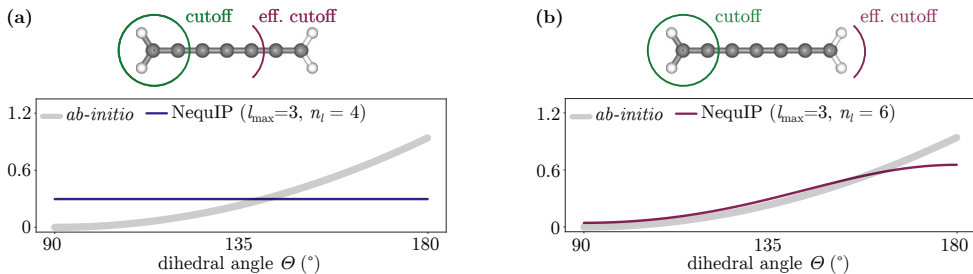 (a)
cutoff
eff. cutoff
1.2
0.6
0
ab-initio
NequIP (lmax=3, nl = 4)
90
135
180
dihedral angle Θ (°)
(b)
cutoff
eff. cutoff
1.2
0.6
0
ab-initio
NequIP (lmax=3, nl = 6)
90
135
180
dihedral angle Θ (°)